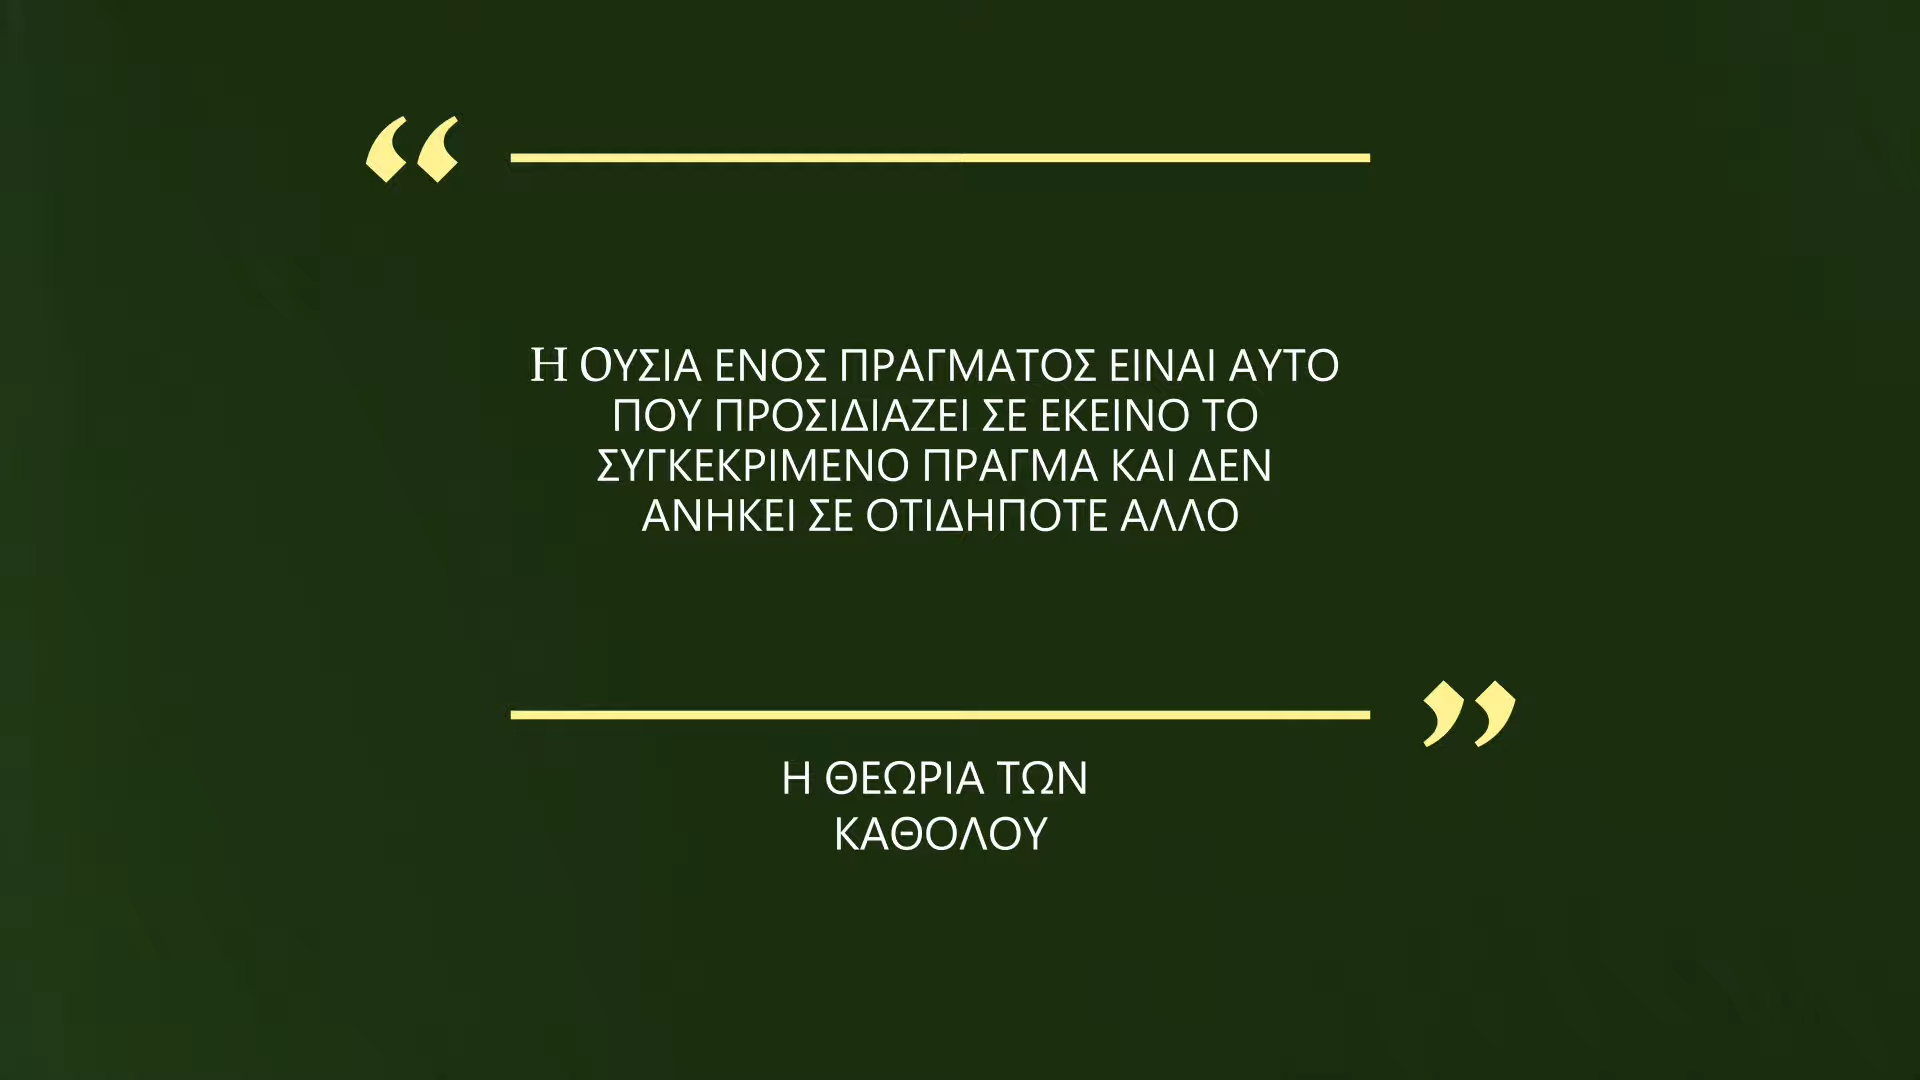 “
Η ΟΥΣΙΑ ΕΝΟΣ ΠΡΑΓΜΑΤΟΣ ΕΙΝΑΙ ΑΥΤΟ
ΠΟΥ ΠΡΟΣΙΔΙΑΖΕΙ ΣΕ ΕΚΕΙΝΟ ΤΟ
ΣΥΓΚΕΚΡΙΜΕΝΟ ΠΡΑΓΜΑ ΚΑΙ ΔΕΝ
ΑΝΗΚΕΙ ΣΕ ΟΤΙΔΗΠΟΤΕ ΑΛΛΟ
”
Η ΘΕΩΡΙΑ ΤΩΝ
ΚΑΘΟΛΟΥ